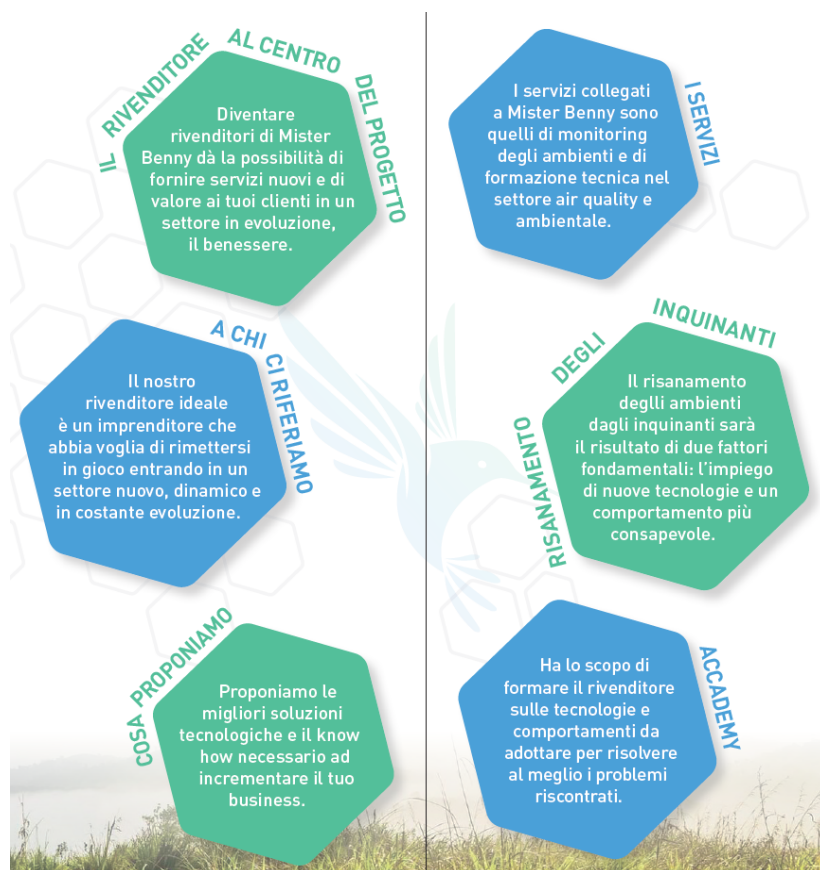 IL RIVENDITORE AL CENTRO DEL PROGETTO
Diventare
rivenditori di Mister
Benny dà la possibilità di
fornire servizi nuovi e di
valore ai tuoi clienti in un
settore in evoluzione,
il benessere.
A CHI CI RIFERIAMO
Il nostro
rivenditore ideale
è un imprenditore che
abbia voglia di rimettersi
in gioco entrando in un
settore nuovo, dinamico e
in costante evoluzione.
COSA PROPONIAMO
Proponiamo le
migliori soluzioni
tecnologiche e il know
how necessario ad
incrementare il tuo
business.
I SERVIZI
I servizi collegati
a Mister Benny sono
quelli di monitoring
degli ambienti e di
formazione tecnica nel
settore air quality e
ambientale.
RISANAMENTO DEGLI INQUINANTI
Il risanamento
deglli ambienti
dagli inquinanti sarà
il risultato di due fattori
fondamentali: l'impiego
di nuove tecnologie e un
comportamento più
consapevole.
ACCADEMY
Ha lo scopo di
formare il rivenditore
sulle tecnologie e
comportamenti da
adottare per risolvere
al meglio i problemi
riscontrati.